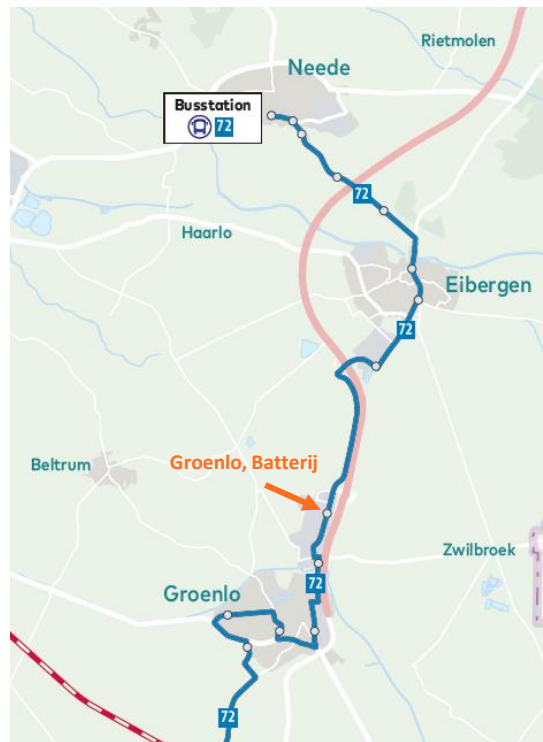 Rietmolen
Neede
Busstation
72
72
Haarlo
Eibergen
72
Groenlo, Batterij
Beltrum
Zwilbroek
72
Groenlo
72